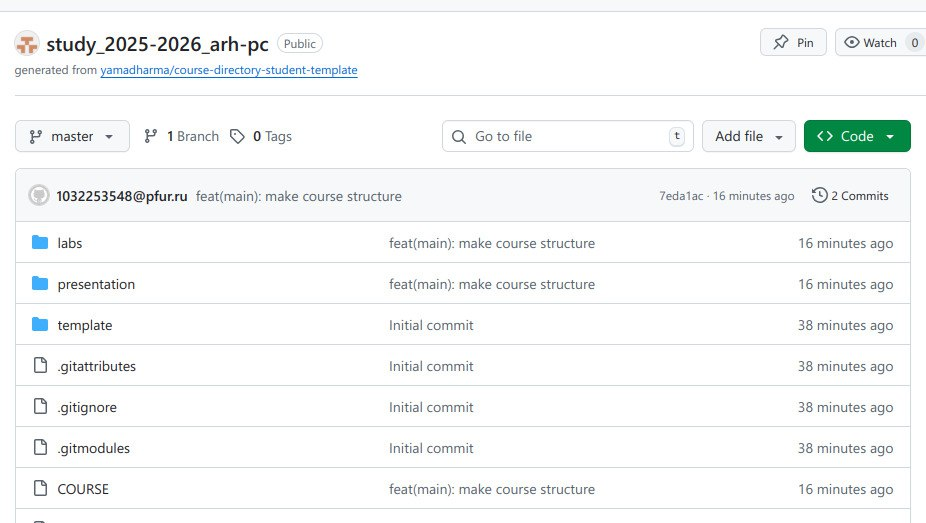 study_2025-2026_arh-pc Public Pin Watch 0
generated from yamadharma/course-directory-student-template
master 1 Branch 0 Tags Go to file t Add file Code
1032253548@pfur.ru feat(main): make course structure 7eda1ac · 16 minutes ago 2 Commits
labs feat(main): make course structure 16 minutes ago
presentation feat(main): make course structure 16 minutes ago
template Initial commit 38 minutes ago
.gitattributes Initial commit 38 minutes ago
.gitignore Initial commit 38 minutes ago
.gitmodules Initial commit 38 minutes ago
COURSE feat(main): make course structure 16 minutes ago